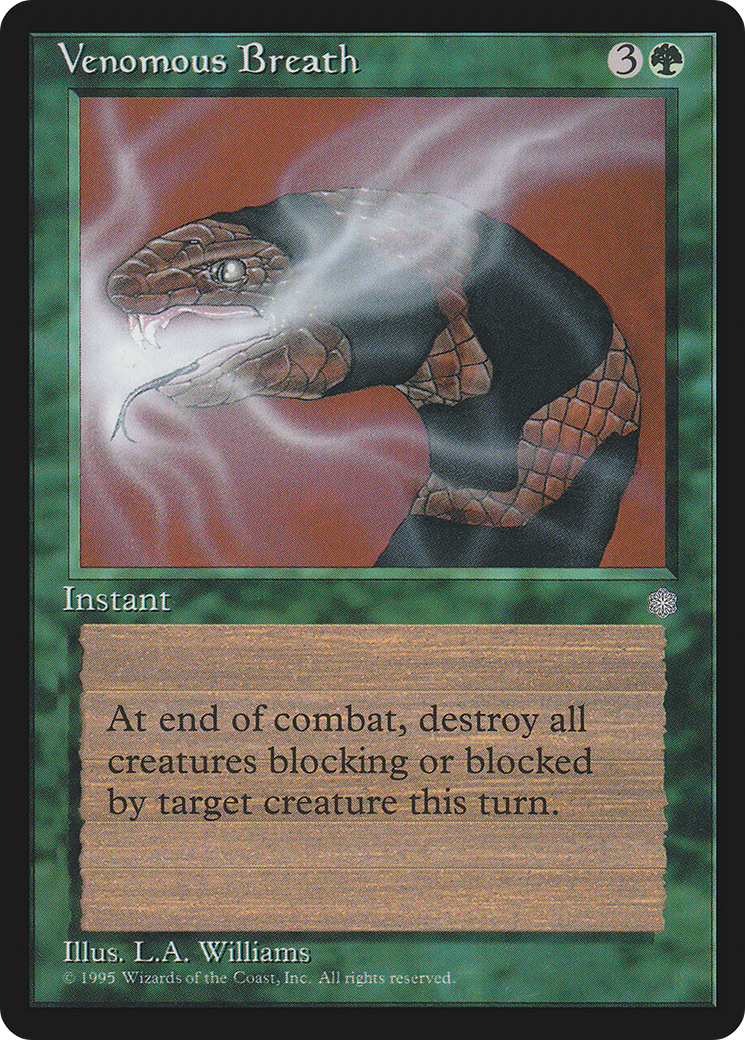 Venomous Breath 3
Instant
At end of combat, destroy all
creatures blocking or blocked
by target creature this turn.
Illus. L.A. Williams
© 1995 Wizards of the Coast, Inc. All rights reserved.